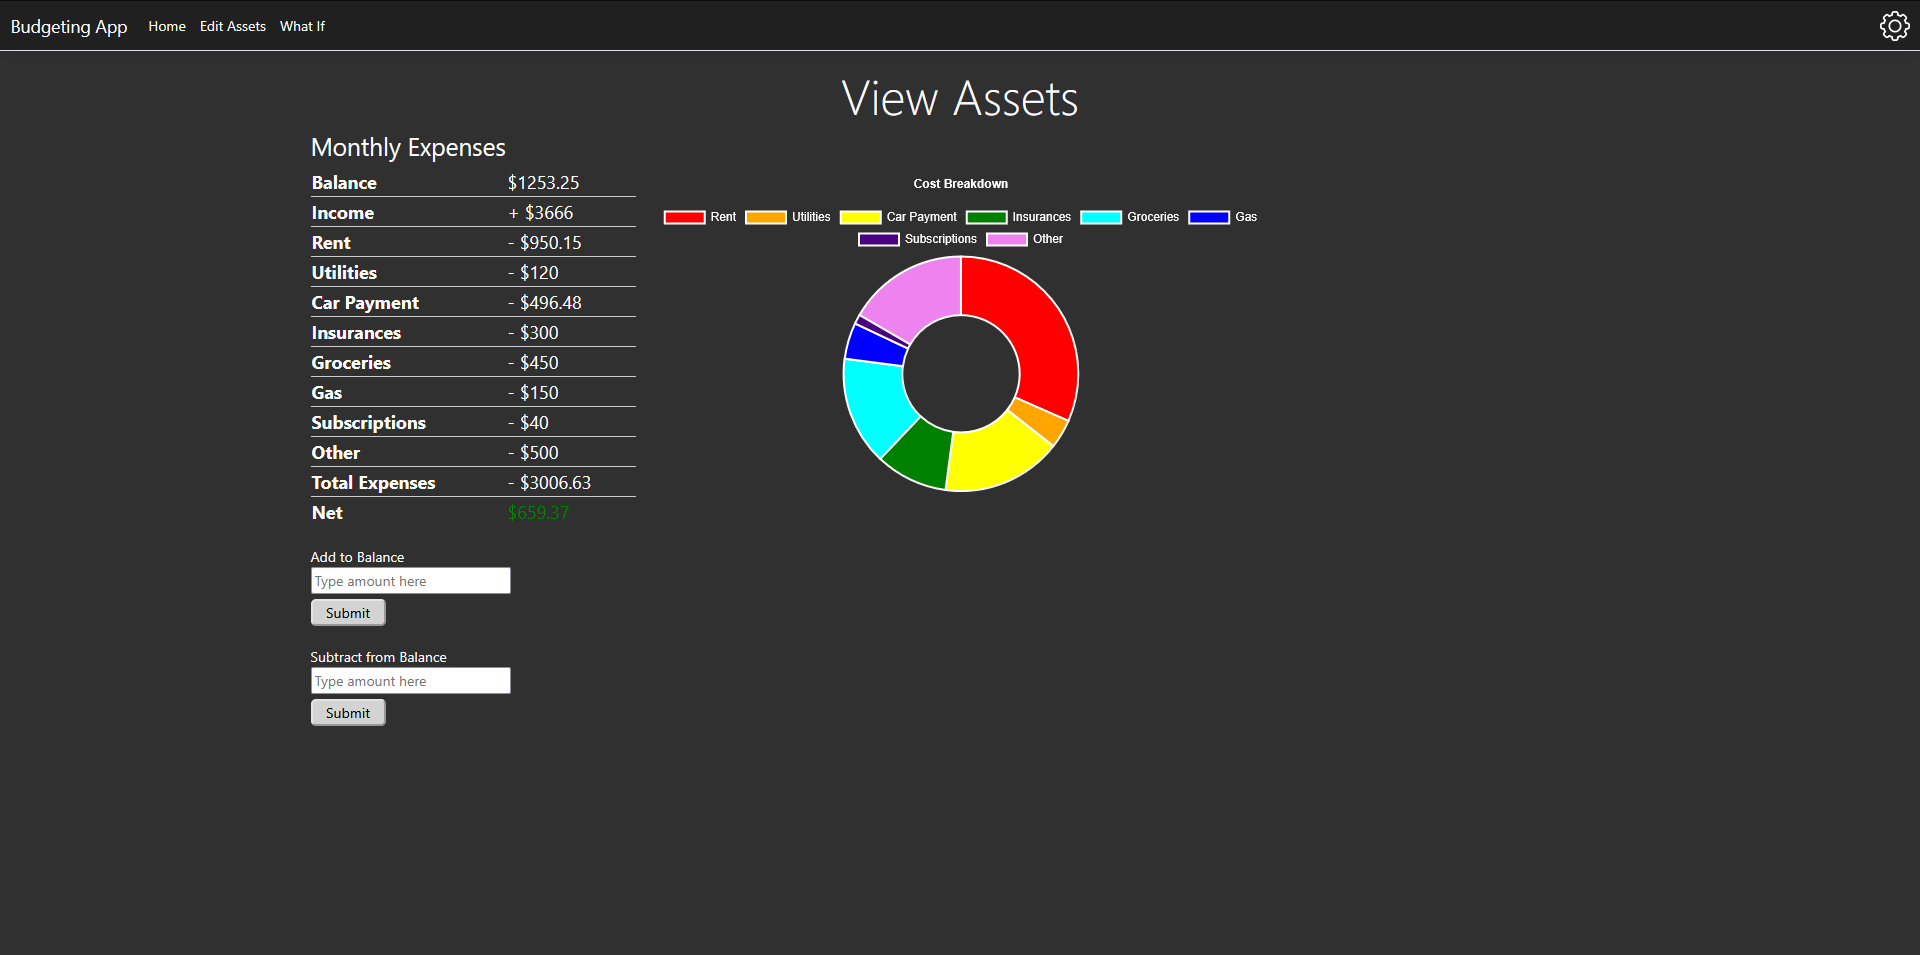 Budgeting App Home Edit Assets What If
View Assets
Monthly Expenses
Balance $1253.25
Income + $3666
Rent - $950.15
Utilities - $120
Car Payment - $496.48
Insurances - $300
Groceries - $450
Gas - $150
Subscriptions - $40
Other - $500
Total Expenses - $3006.63
Net $659.37
Cost Breakdown
Rent Utilities Car Payment Insurances Groceries Gas
Subscriptions Other
Add to Balance
Type amount here
Submit
Subtract from Balance
Type amount here
Submit